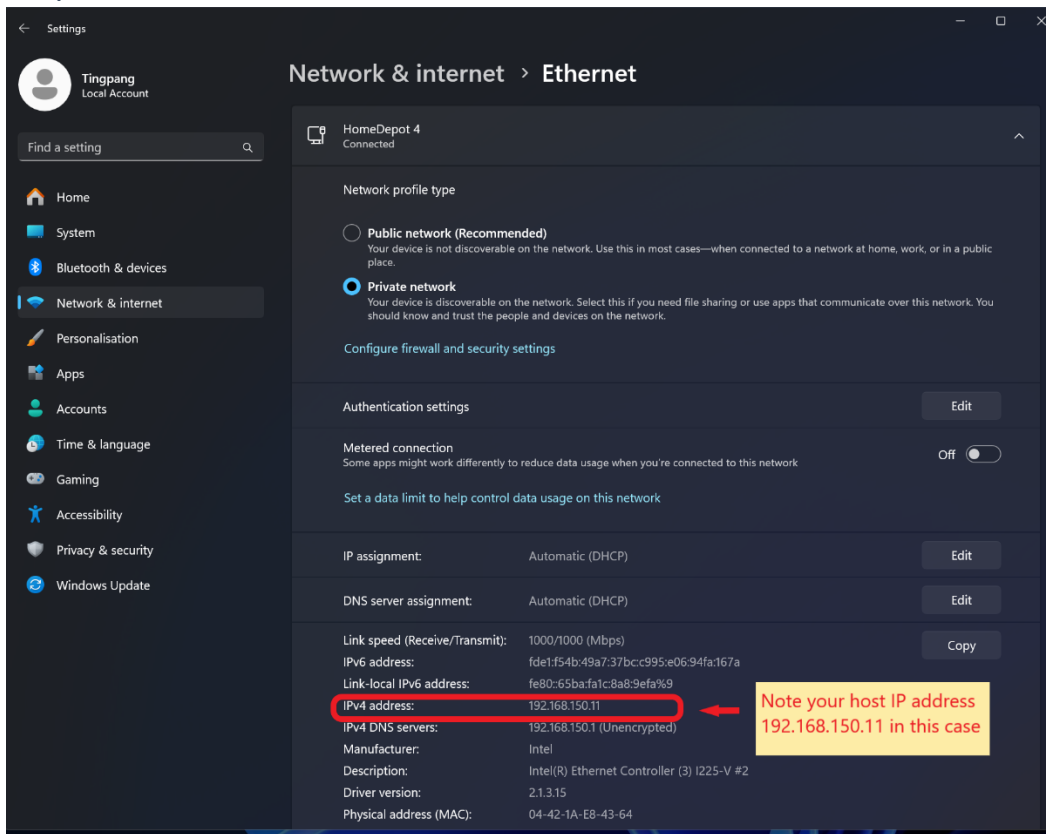 Settings
Tingpang
Local Account
Find a setting
Home
System
Bluetooth & devices
Network & internet
Personalisation
Apps
Accounts
Time & language
Gaming
Accessibility
Privacy & security
Windows Update
Network & internet > Ethernet
HomeDepot 4
Connected
Network profile type
Public network (Recommended)
Your device is not discoverable on the network. Use this in most cases—when connected to a network at home, work, or in a public
place.
Private network
Your device is discoverable on the network. Select this if you need file sharing or use apps that communicate over this network. You
should know and trust the people and devices on the network.
Configure firewall and security settings
Authentication settings Edit
Metered connection
Some apps might work differently to reduce data usage when you're connected to this network
Off
Set a data limit to help control data usage on this network
IP assignment: Automatic (DHCP) Edit
DNS server assignment: Automatic (DHCP) Edit
Link speed (Receive/Transmit): 1000/1000 (Mbps) Copy
IPv6 address: fde1:f54b:49a7:37bc:c995:e06:94fa:167a
Link-local IPv6 address: fe80::65ba:fa1c:8a8:9efa%9
IPv4 address: 192.168.150.11
IPv4 DNS servers: 192.168.150.1 (Unencrypted)
Manufacturer: Intel
Description: Intel(R) Ethernet Controller (3) I225-V #2
Driver version: 2.1.3.15
Physical address (MAC): 04-42-1A-E8-43-64
Note your host IP address
192.168.150.11 in this case